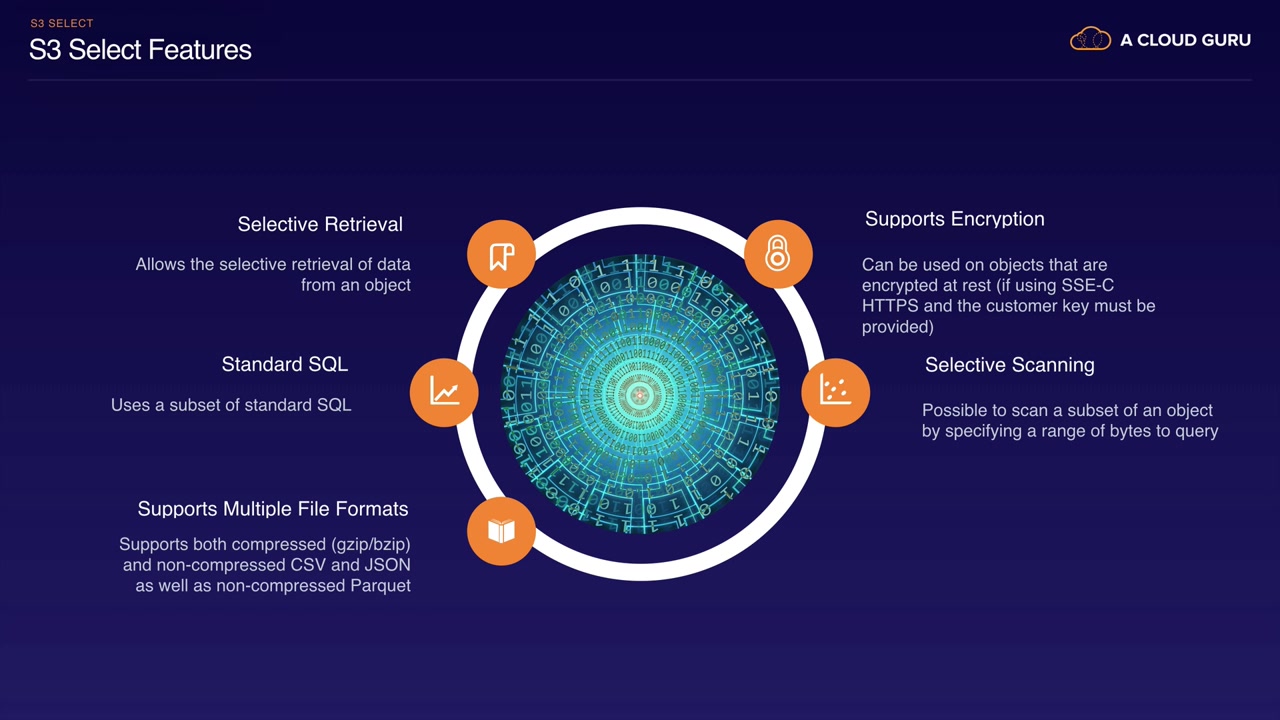 S3 SELECT
S3 Select Features
A CLOUD GURU
Selective Retrieval
Allows the selective retrieval of data
from an object
Standard SQL
Uses a subset of standard SQL
Supports Multiple File Formats
Supports both compressed (gzip/bzip)
and non-compressed CSV and JSON
as well as non-compressed Parquet
Supports Encryption
Can be used on objects that are
encrypted at rest (if using SSE-C
HTTPS and the customer key must be
provided)
Selective Scanning
Possible to scan a subset of an object
by specifying a range of bytes to query